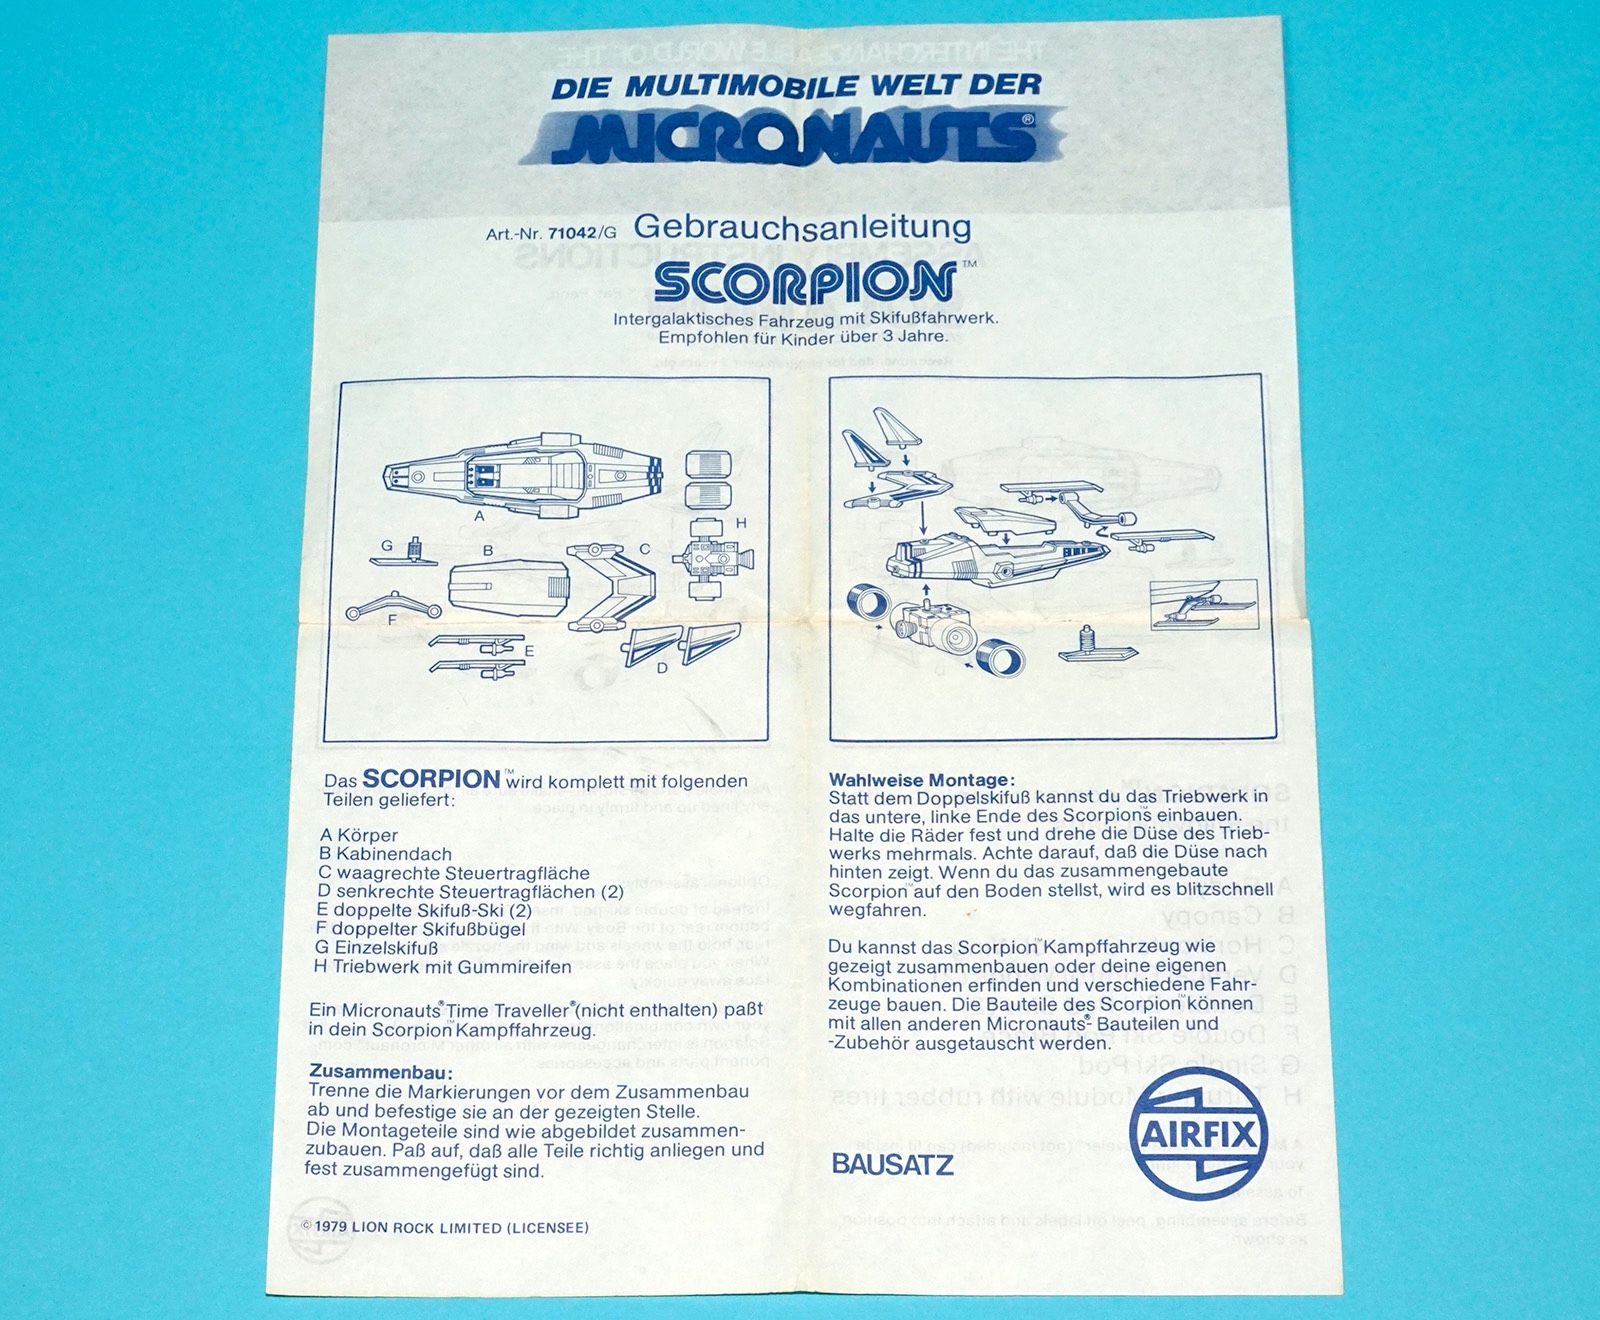 DIE MULTIMOBILE WELT DER
MICRONAUTS®
Art.-Nr. 71042/G Gebrauchsanleitung
SCORPION™
Intergalaktisches Fahrzeug mit Skifußfahrwerk.
Empfohlen für Kinder über 3 Jahre.
A
H
G
B
C
F
E
D
Das SCORPION™ wird komplett mit folgenden
Teilen geliefert:
A Körper
B Kabinendach
C waagrechte Steuertragfläche
D senkrechte Steuertragflächen (2)
E doppelte Skifuß-Ski (2)
F doppelter Skifußbügel
G Einzelskifuß
H Triebwerk mit Gummireifen
Ein Micronauts® Time Traveller® (nicht enthalten) paßt
in dein Scorpion™ Kampffahrzeug.
Zusammenbau:
Trenne die Markierungen vor dem Zusammenbau
ab und befestige sie an der gezeigten Stelle.
Die Montageteile sind wie abgebildet zusammen-
zubauen. Paß auf, daß alle Teile richtig anliegen und
fest zusammengefügt sind.
© 1979 LION ROCK LIMITED (LICENSEE)
Wahlweise Montage:
Statt dem Doppelskifuß kannst du das Triebwerk in
das untere, linke Ende des Scorpions™ einbauen.
Halte die Räder fest und drehe die Düse des Trieb-
werks mehrmals. Achte darauf, daß die Düse nach
hinten zeigt. Wenn du das zusammengebaute
Scorpion™ auf den Boden stellst, wird es blitzschnell
wegfahren.
Du kannst das Scorpion™ Kampffahrzeug wie
gezeigt zusammenbauen oder deine eigenen
Kombinationen erfinden und verschiedene Fahr-
zeuge bauen. Die Bauteile des Scorpion™ können
mit allen anderen Micronauts®- Bauteilen und
-Zubehör ausgetauscht werden.
BAUSATZ
AIRFIX